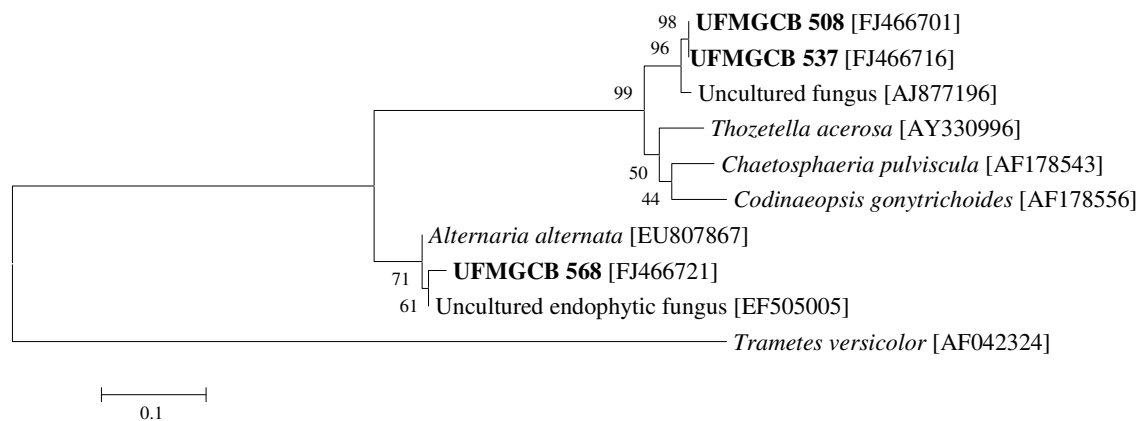 98 UFMGCB 508 [FJ466701]
96 UFMGCB 537 [FJ466716]
99 Uncultured fungus [AJ877196]
Thozetella acerosa [AY330996]
50 Chaetosphaeria pulviscula [AF178543]
44 Codinaeopsis gonytrichoides [AF178556]
Alternaria alternata [EU807867]
71 UFMGCB 568 [FJ466721]
61 Uncultured endophytic fungus [EF505005]
Trametes versicolor [AF042324]
0.1